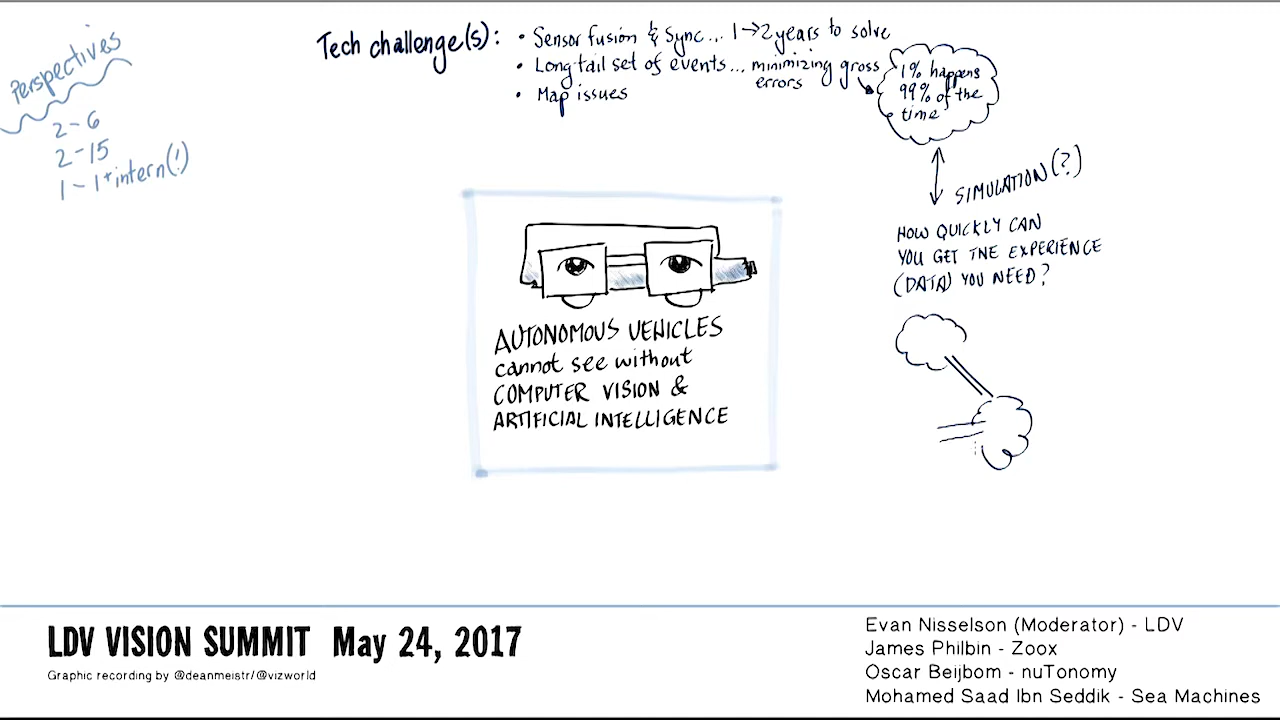 Perspectives
2 - 6
2 - 15
1 - 1 + intern(!)
Tech challenge(s):
• Sensor fusion & Sync... 1→2 years to solve
• Long tail set of events... minimizing gross
errors
• Map issues
1% happens
99% of the
time
SIMULATION(?)
HOW QUICKLY CAN
YOU GET THE EXPERIENCE
(DATA) YOU NEED?
AUTONOMOUS VEHICLES
cannot see without
COMPUTER VISION &
ARTIFICIAL INTELLIGENCE
LDV VISION SUMMIT May 24, 2017
Graphic recording by @deanmeistr/@vizworld
Evan Nisselson (Moderator) - LDV
James Philbin - Zoox
Oscar Beijbom - nuTonomy
Mohamed Saad Ibn Seddik - Sea Machines